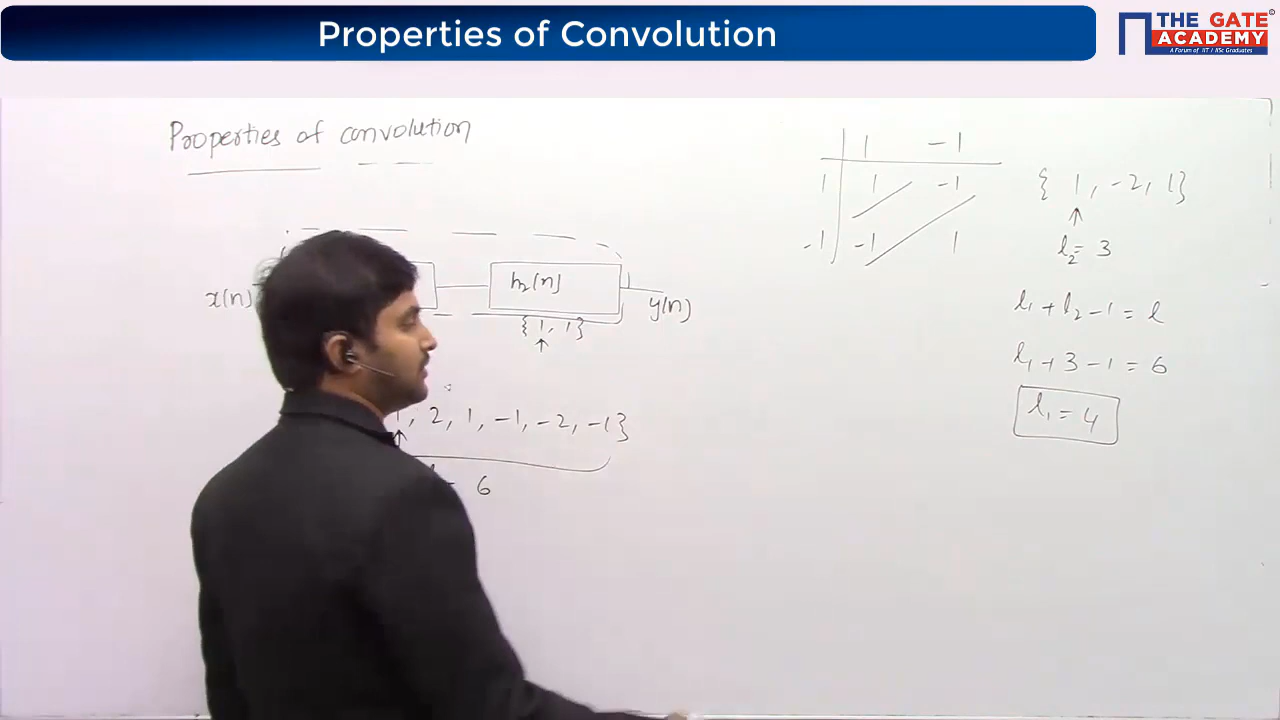 Properties of Convolution
THE GATE
ACADEMY
A Forum of IIT / IISc Graduates
Properties of convolution
x(n)
h2(n)
y(n)
{1, 1}
↑
1, 2, 1, -1, -2, -1}
↑
6
1 -1
1 1 -1
-1 -1 1
{ 1, -2, 1}
↑
l2 = 3
l1 + l2 - 1 = l
l1 + 3 - 1 = 6
l1 = 4